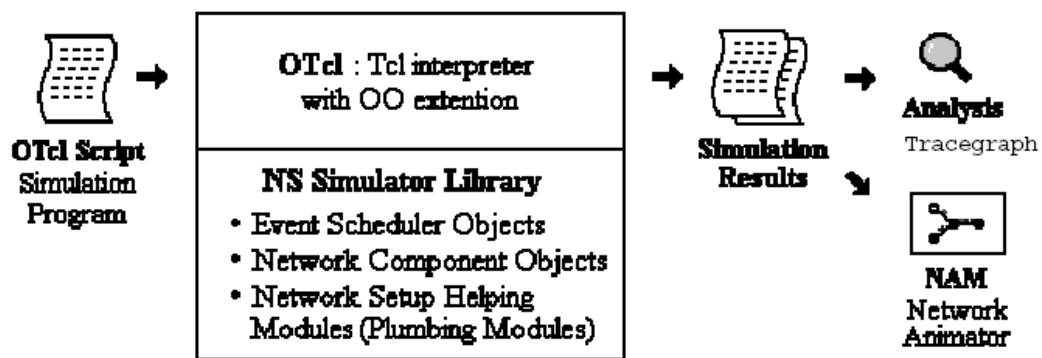 OTcl Script
Simulation
Program
OTcl : Tcl interpreter
with OO extention
NS Simulator Library
• Event Scheduler Objects
• Network Component Objects
• Network Setup Helping
Modules (Plumbing Modules)
Simulation
Results
Analysis
Tracegraph
NAM
Network
Animator